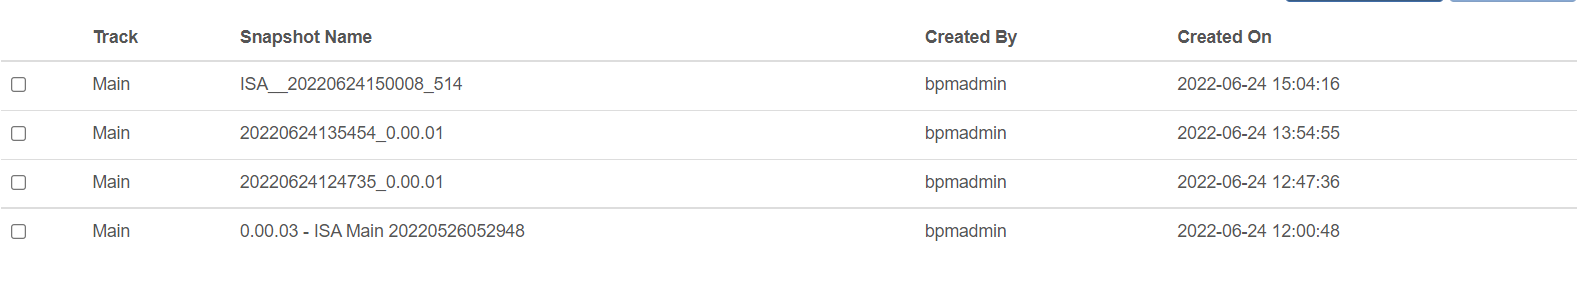 Track Snapshot Name Created By Created On
Main ISA__20220624150008_514 bpmadmin 2022-06-24 15:04:16
Main 20220624135454_0.00.01 bpmadmin 2022-06-24 13:54:55
Main 20220624124735_0.00.01 bpmadmin 2022-06-24 12:47:36
Main 0.00.03 - ISA Main 20220526052948 bpmadmin 2022-06-24 12:00:48